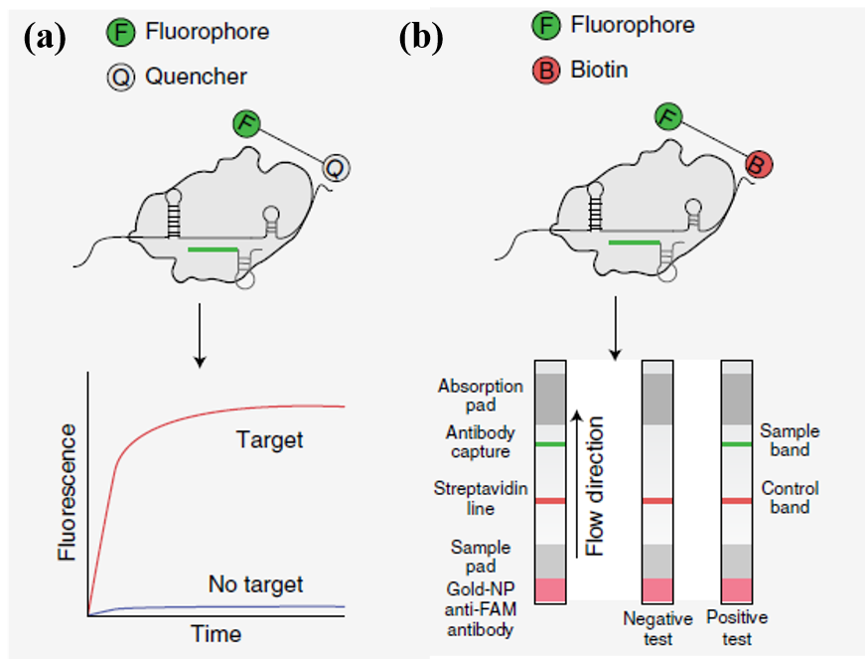 (a)
F Fluorophore
Q Quencher
F
Q
Fluorescence
Target
No target
Time
(b)
F Fluorophore
B Biotin
F
B
Absorption
pad
Antibody
capture
Streptavidin
line
Sample
pad
Gold-NP
anti-FAM
antibody
Flow direction
Sample
band
Control
band
Negative
test
Positive
test